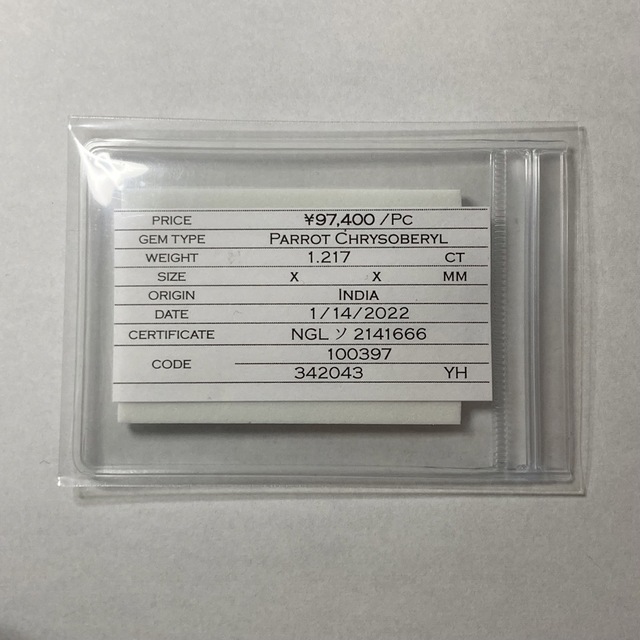 PRICE ¥97,400 /PC
GEM TYPE PARROT CHRYSOBERYL
WEIGHT 1.217 CT
SIZE X X MM
ORIGIN INDIA
DATE 1/14/2022
CERTIFICATE NGL ソ 2141666
CODE 100397
342043 YH